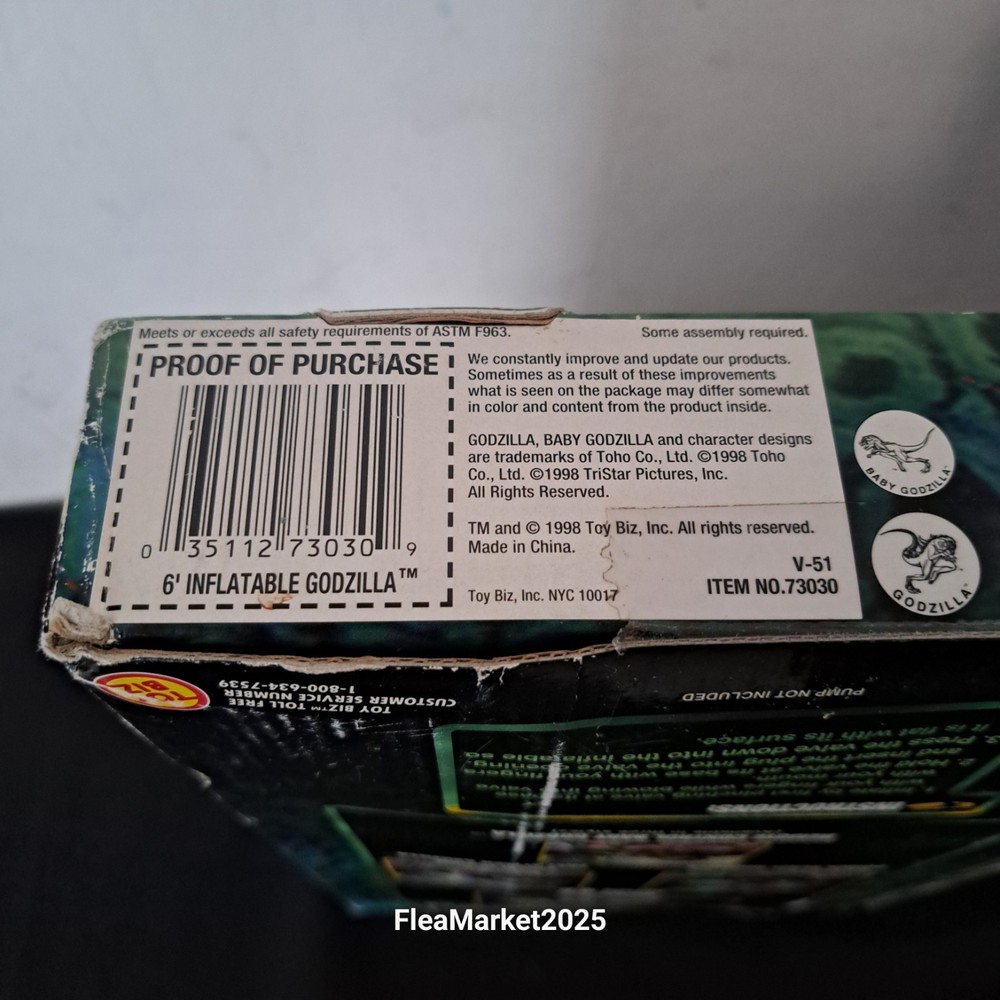 Meets or exceeds all safety requirements of ASTM F963.
Some assembly required.
PROOF OF PURCHASE
0 35112 73030 9
6' INFLATABLE GODZILLA™
We constantly improve and update our products.
Sometimes as a result of these improvements
what is seen on the package may differ somewhat
in color and content from the product inside.
GODZILLA, BABY GODZILLA and character designs
are trademarks of Toho Co., Ltd. ©1998 Toho
Co., Ltd. ©1998 TriStar Pictures, Inc.
All Rights Reserved.
TM and © 1998 Toy Biz, Inc. All rights reserved.
Made in China.
V-51
ITEM NO.73030
Toy Biz, Inc. NYC 10017
BABY GODZILLA™
GODZILLA™
TOY BIZ™ TOLL FREE
CUSTOMER SERVICE NUMBER
1-800-634-7539
PUMP NOT INCLUDED
it is flat with its surface.
FleaMarket2025